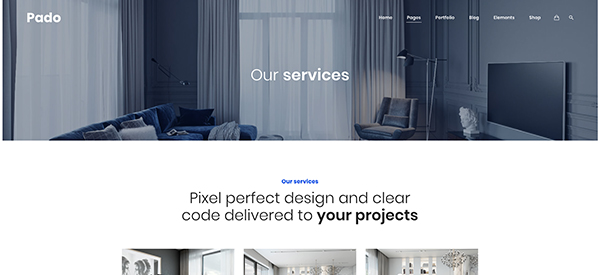 Pado
Home Pages Portfolio Blog Elements Shop
Our services
Our services
Pixel perfect design and clear
code delivered to your projects